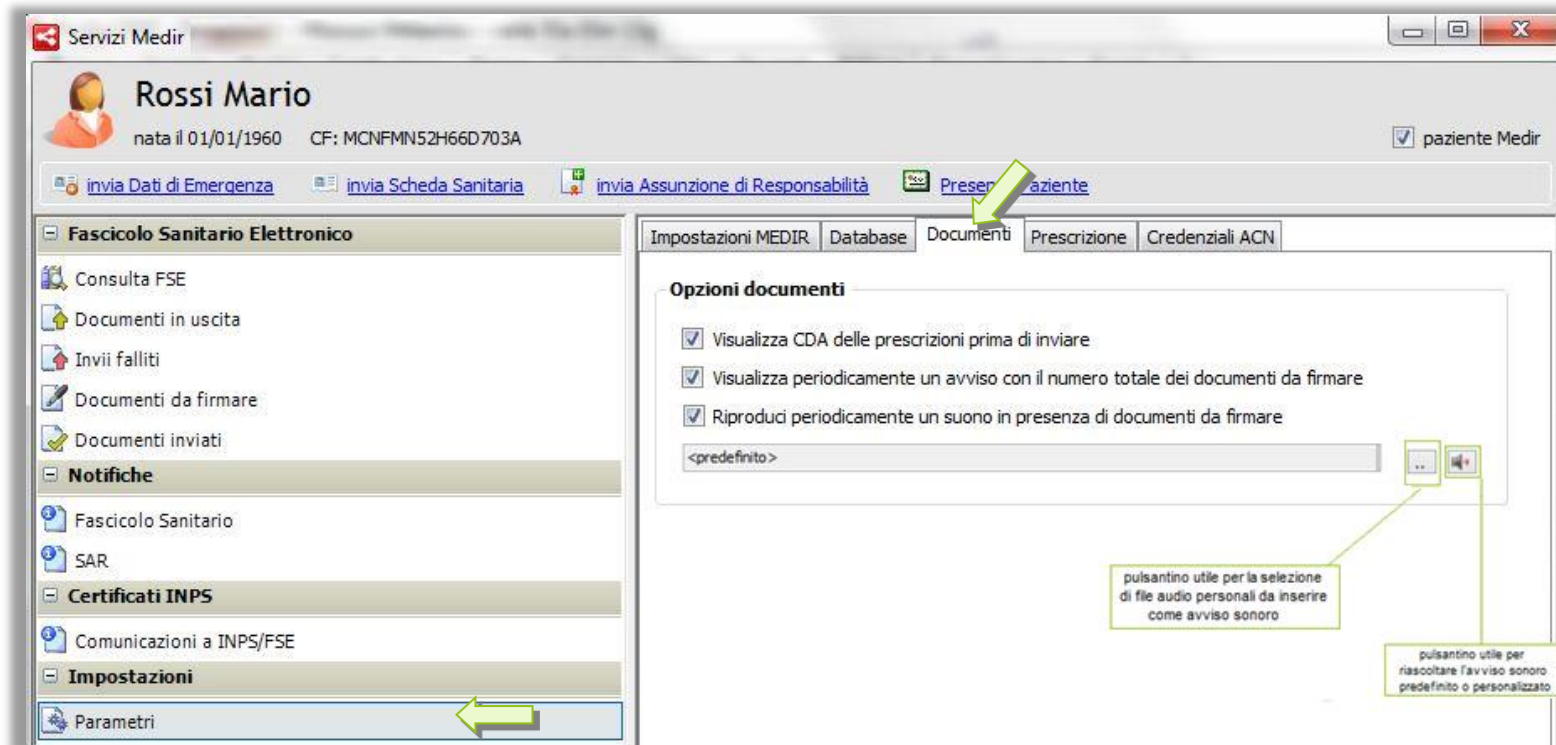 Servizi Medir
Rossi Mario
nata il 01/01/1960 CF: MCNFMN52H66D703A
paziente Medir
invia Dati di Emergenza invia Scheda Sanitaria invia Assunzione di Responsabilità Presen aziente
Fascicolo Sanitario Elettronico
Consulta FSE
Documenti in uscita
Invii falliti
Documenti da firmare
Documenti inviati
Notifiche
Fascicolo Sanitario
SAR
Certificati INPS
Comunicazioni a INPS/FSE
Impostazioni
Parametri
Impostazioni MEDIR Database Documenti Prescrizione Credenziali ACN
Opzioni documenti
Visualizza CDA delle prescrizioni prima di inviare
Visualizza periodicamente un avviso con il numero totale dei documenti da firmare
Riproduci periodicamente un suono in presenza di documenti da firmare
<predefinito>
..
pulsantino utile per la selezione
di file audio personali da inserire
come avviso sonoro
pulsantino utile per
riascoltare l'avviso sonoro
predefinito o personalizzato